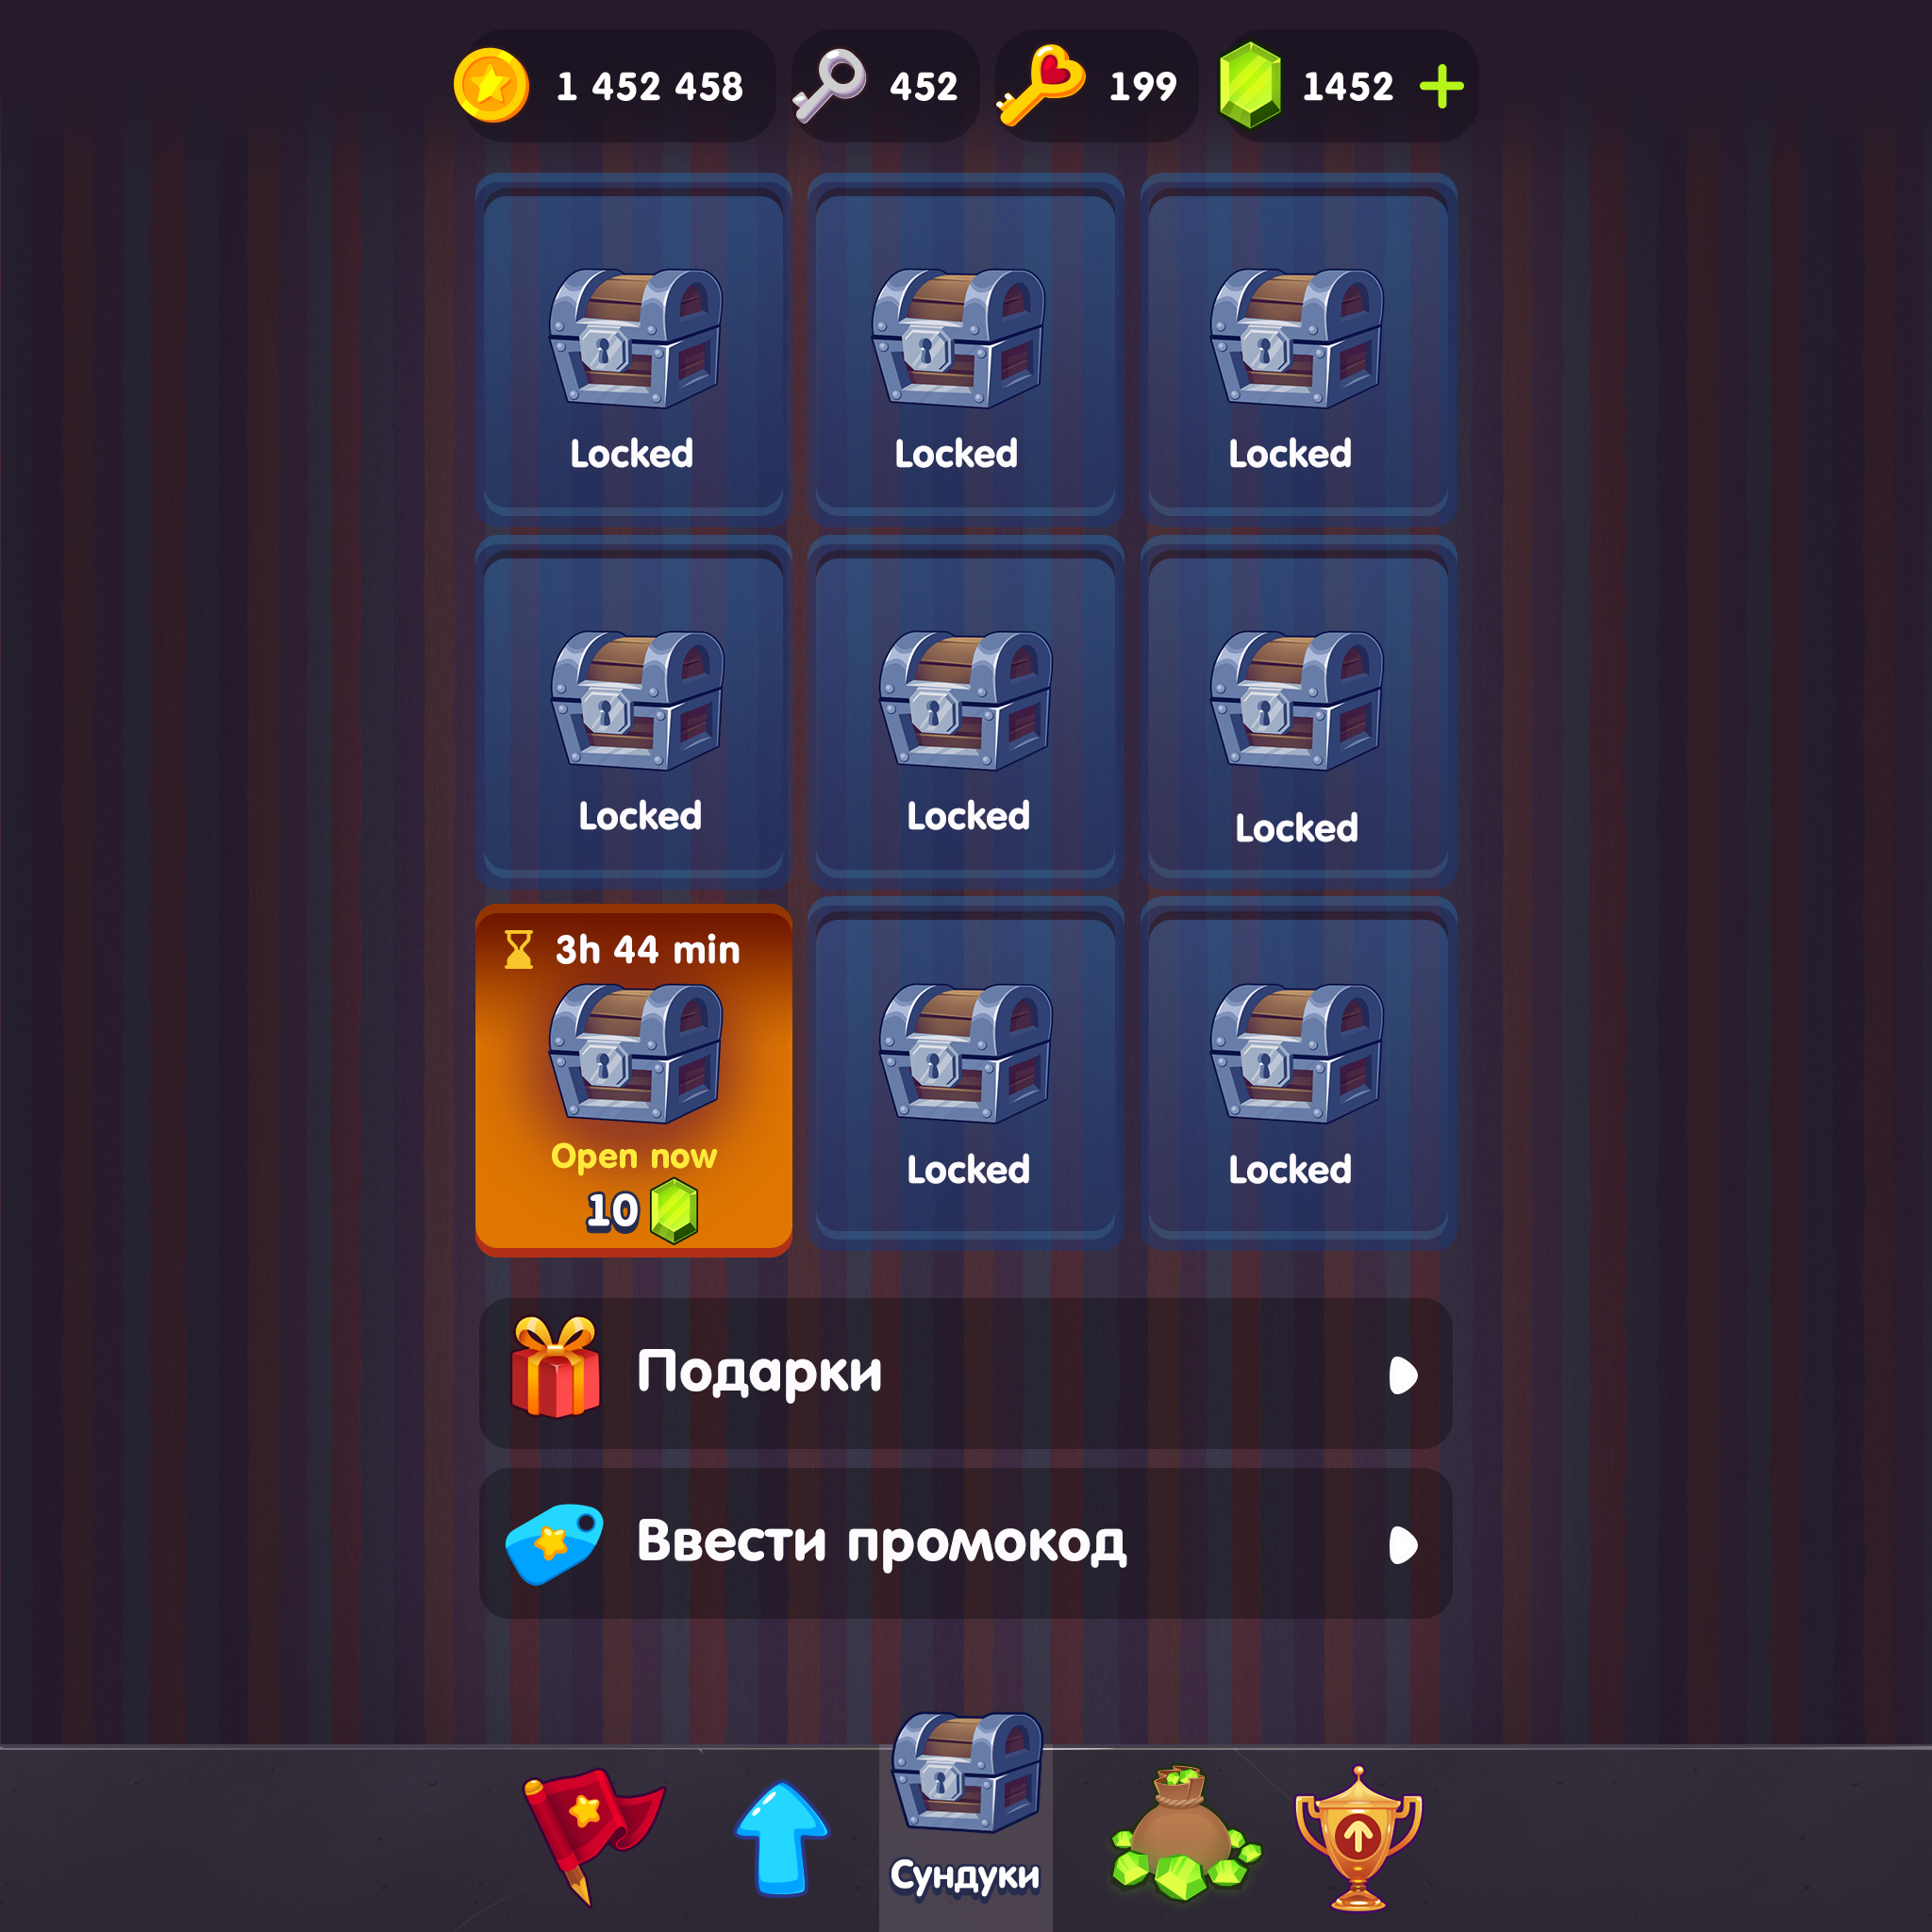 1 452 458
452
199
1452 +
Locked
Locked
Locked
Locked
Locked
Locked
3h 44 min
Open now
10
Locked
Locked
Подарки
Ввести промокод
Сундуки